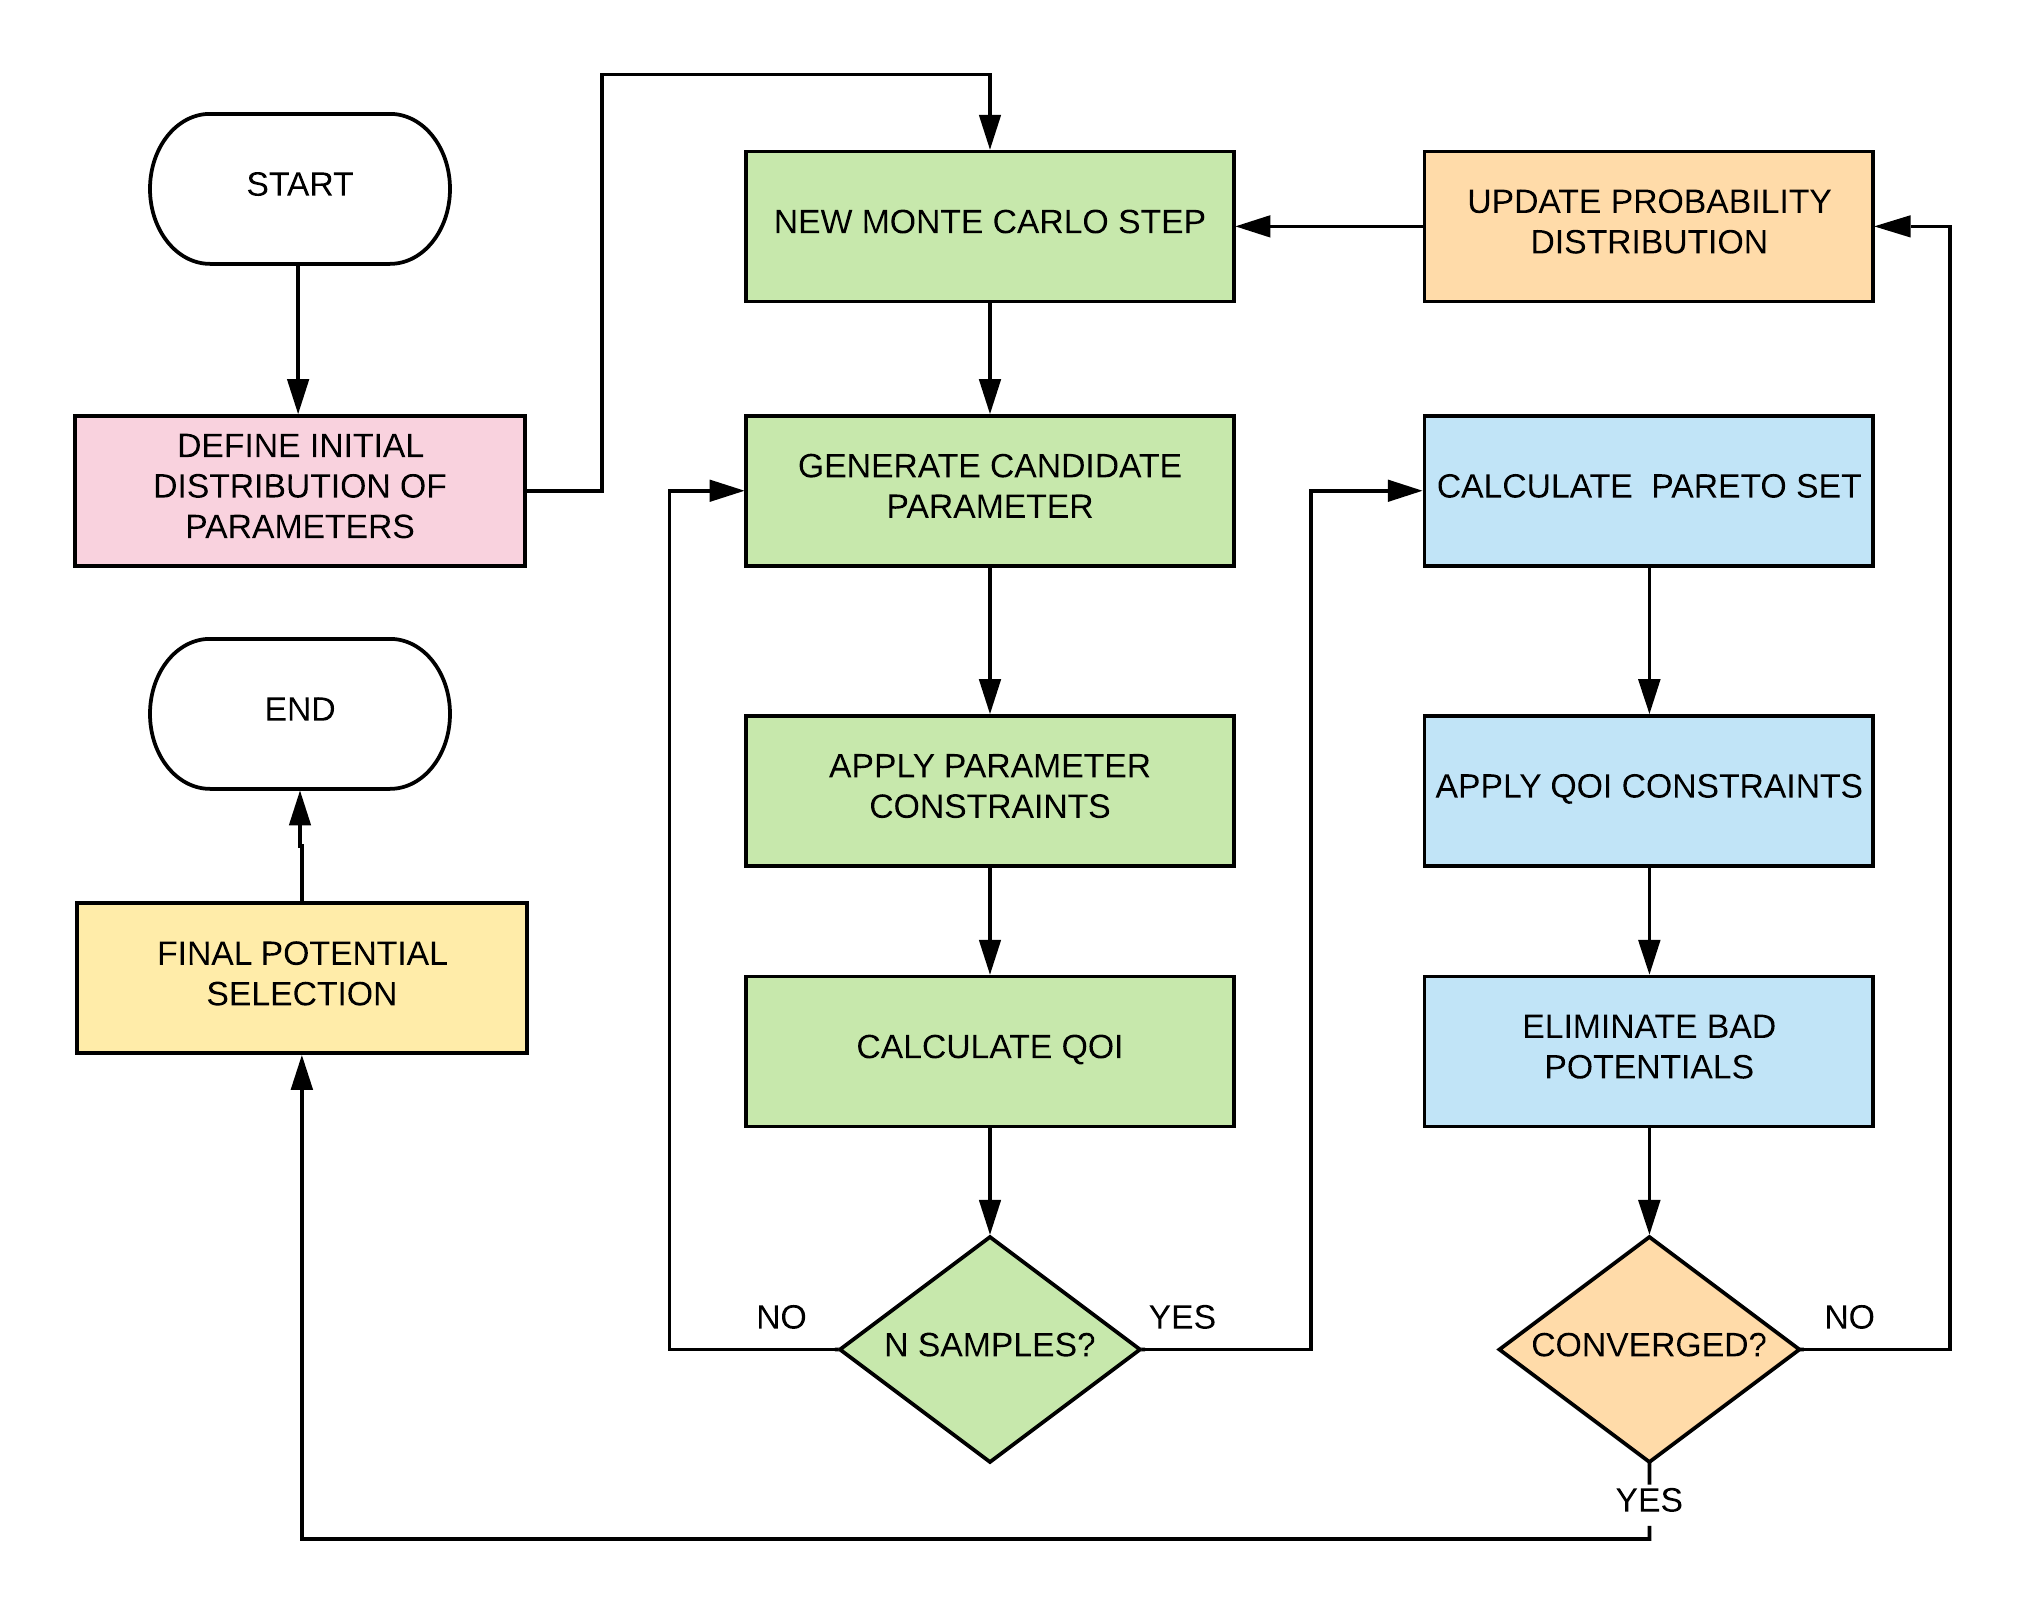 START
DEFINE INITIAL
DISTRIBUTION OF
PARAMETERS
END
FINAL POTENTIAL
SELECTION
NEW MONTE CARLO STEP
GENERATE CANDIDATE
PARAMETER
APPLY PARAMETER
CONSTRAINTS
CALCULATE QOI
NO
N SAMPLES?
YES
UPDATE PROBABILITY
DISTRIBUTION
CALCULATE  PARETO SET
APPLY QOI CONSTRAINTS
ELIMINATE BAD
POTENTIALS
CONVERGED?
NO
YES